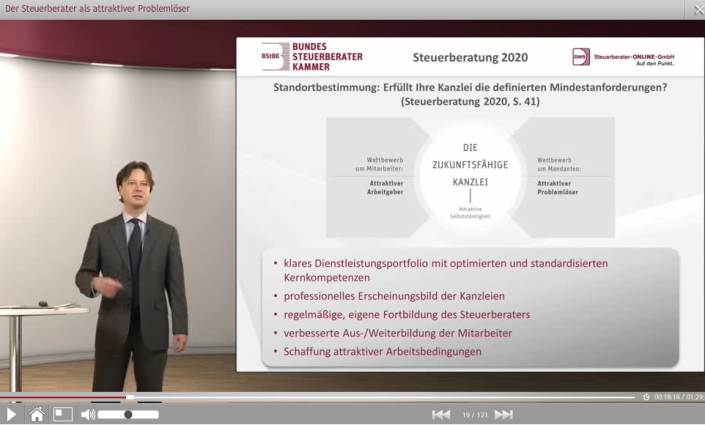 Der Steuerberater als attraktiver Problemlöser
BStBK
BUNDES
STEUERBERATER
KAMMER
Steuerberatung 2020
DWS
Steuerberater-ONLINE-GmbH
Auf den Punkt.
Standortbestimmung: Erfüllt Ihre Kanzlei die definierten Mindestanforderungen?
(Steuerberatung 2020, S. 41)
Wettbewerb
um Mitarbeiter:
Attraktiver
Arbeitgeber
DIE
ZUKUNFTSFÄHIGE
KANZLEI
Attraktive
Selbstständigkeit
Wettbewerb
um Mandanten:
Attraktiver
Problemlöser
• klares Dienstleistungsportfolio mit optimierten und standardisierten
Kernkompetenzen
• professionelles Erscheinungsbild der Kanzleien
• regelmäßige, eigene Fortbildung des Steuerberaters
• verbesserte Aus-/Weiterbildung der Mitarbeiter
• Schaffung attraktiver Arbeitsbedingungen
00:18:18 / 01:29
19 / 121